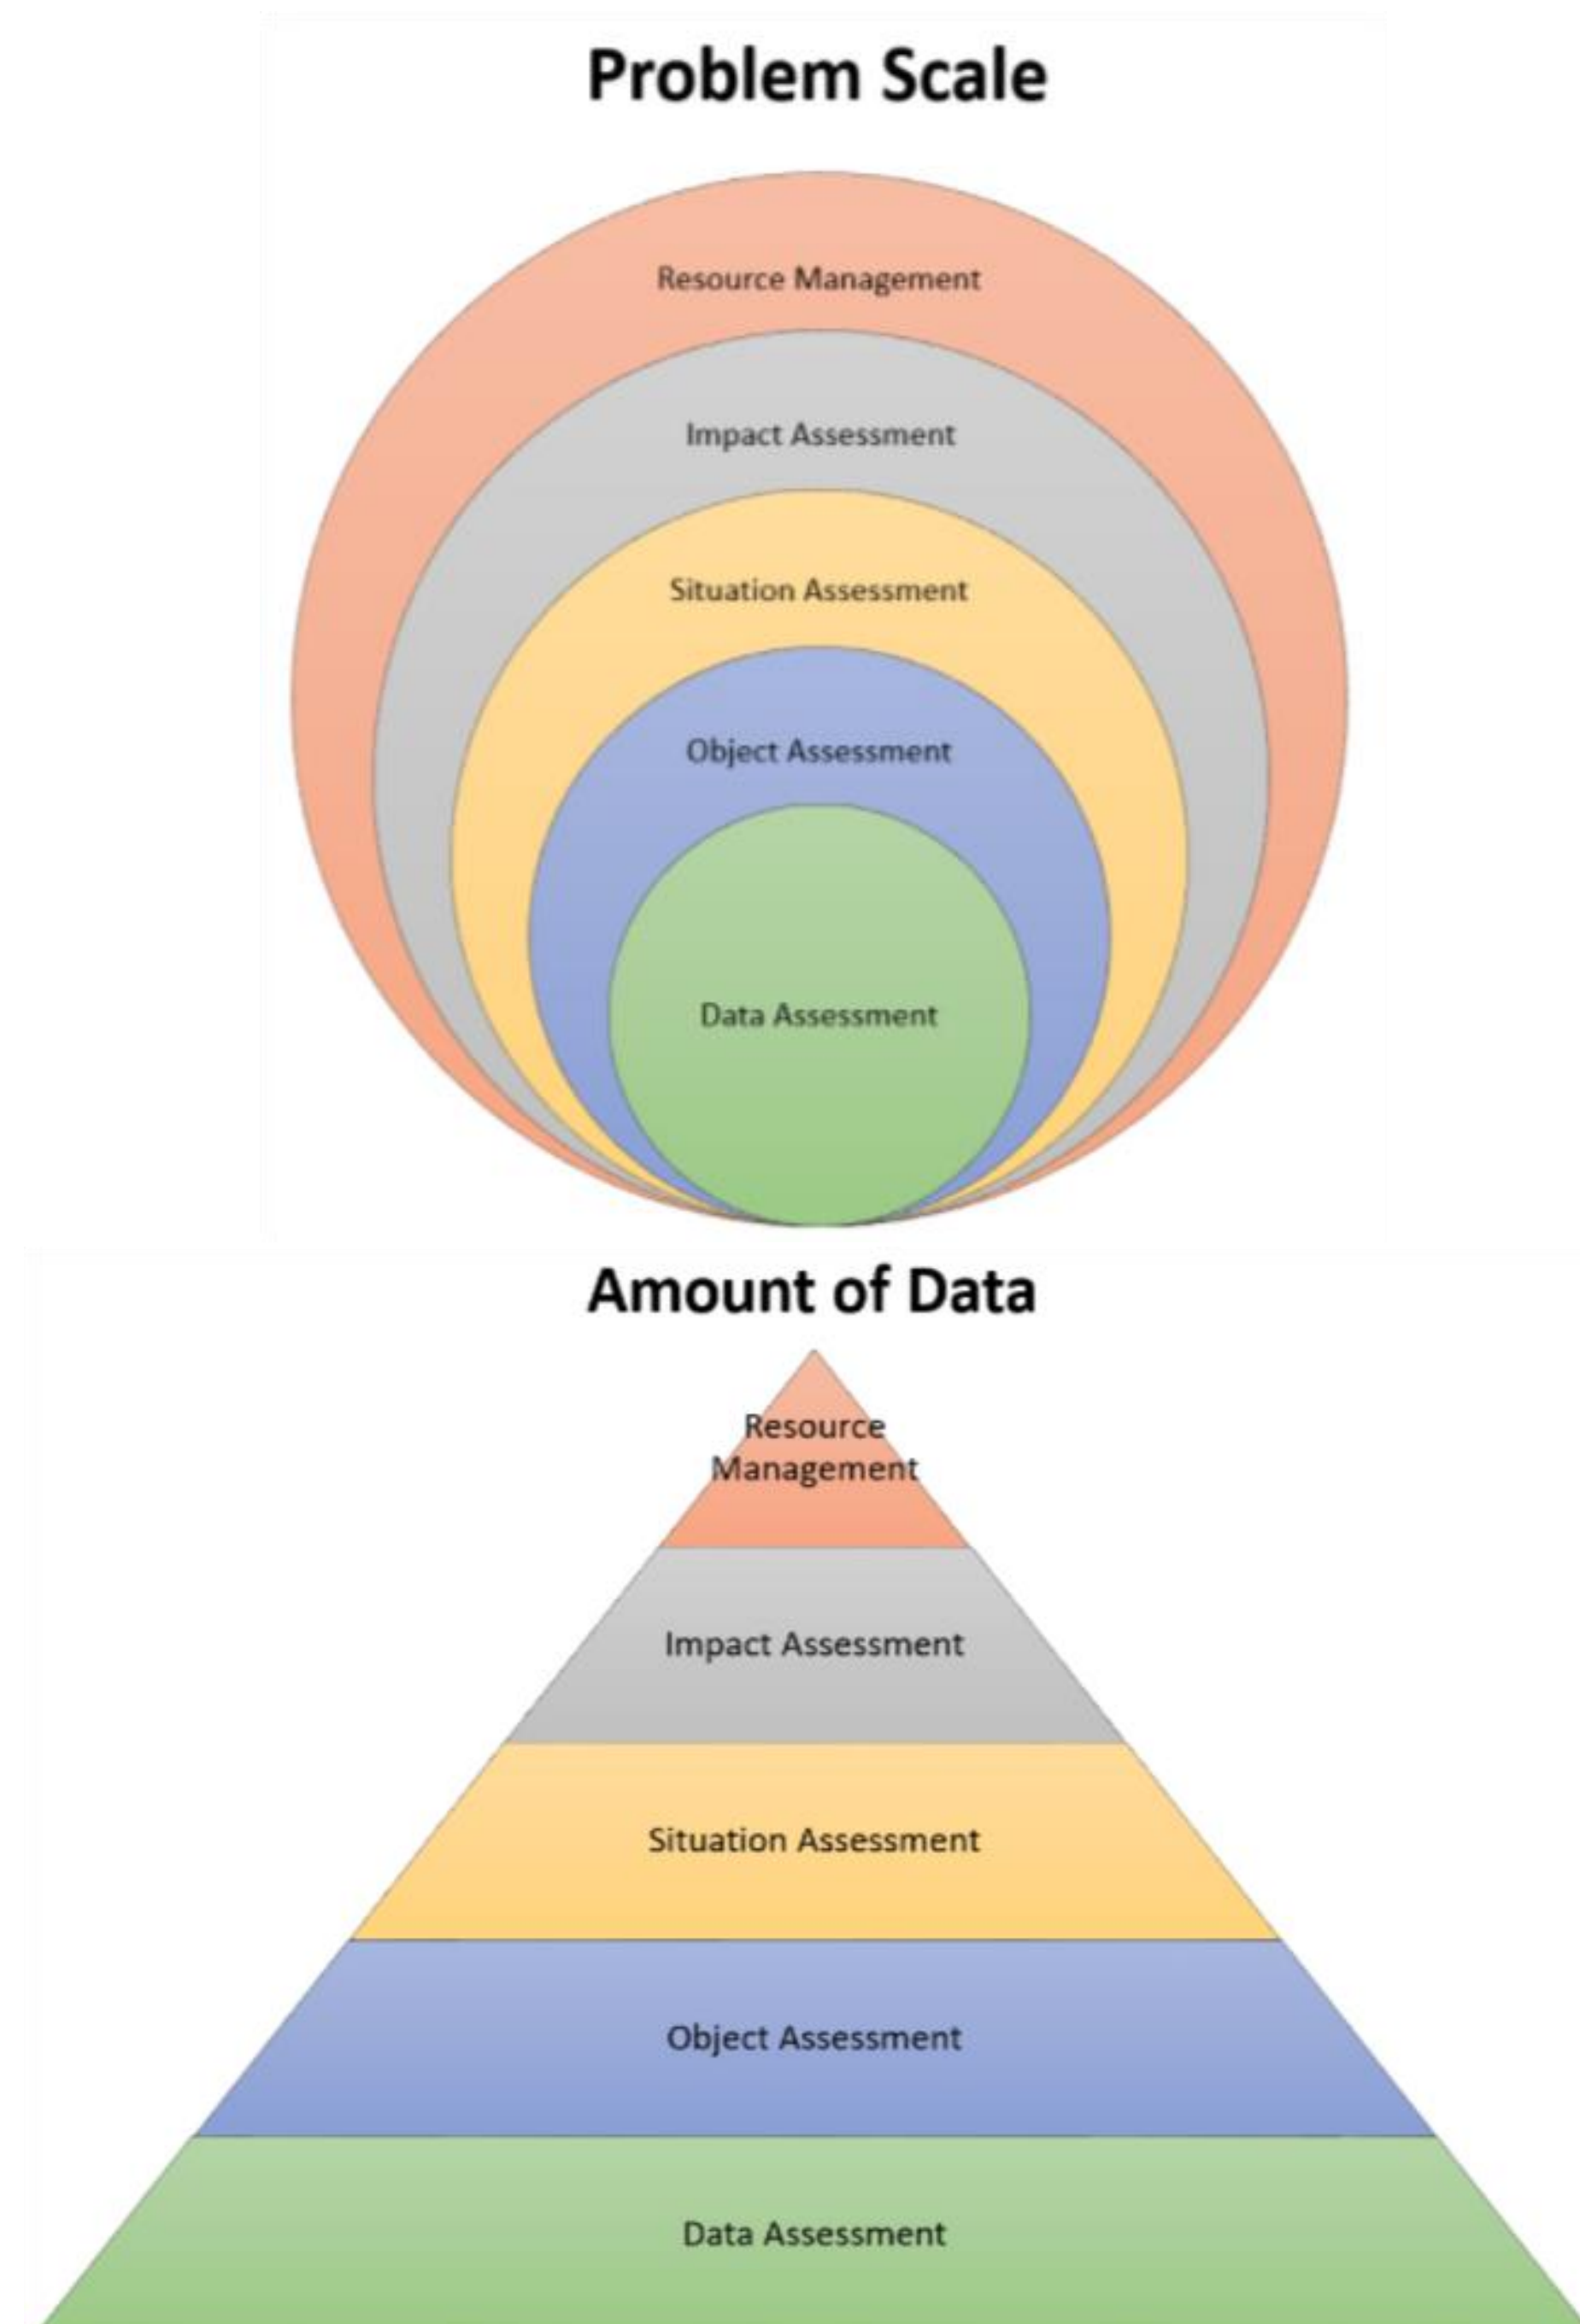 Problem Scale
Resource Management
Impact Assessment
Situation Assessment
Object Assessment
Data Assessment
Amount of Data
Resource
Management
Impact Assessment
Situation Assessment
Object Assessment
Data Assessment